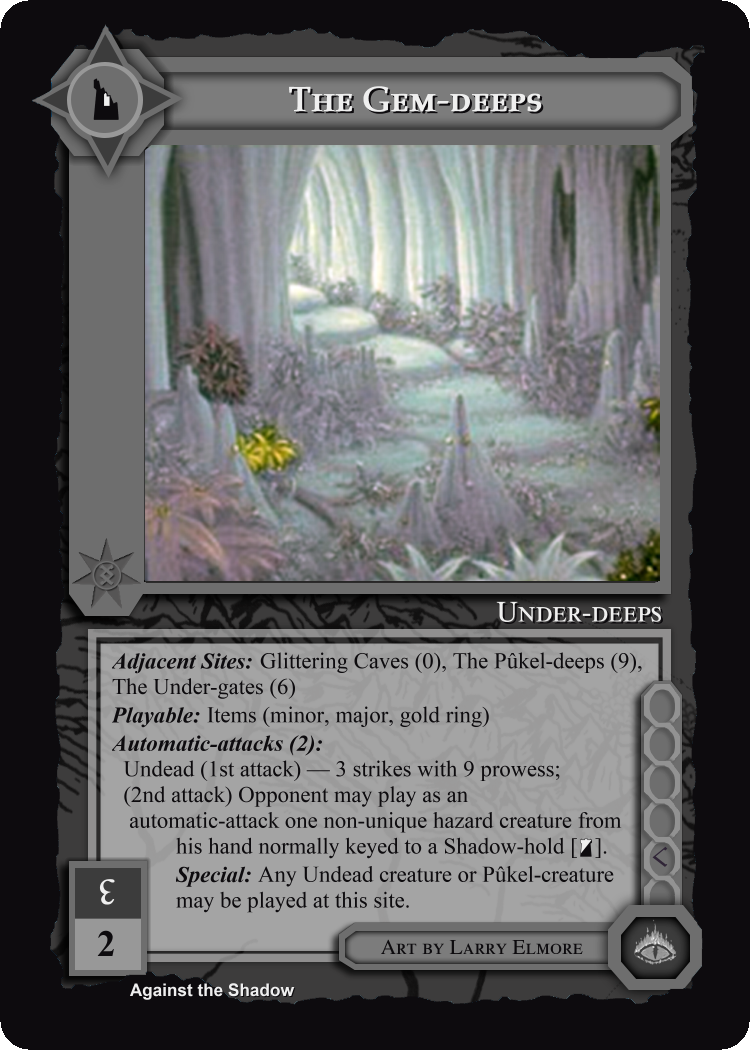 The Gem-deeps
Under-deeps
Adjacent Sites: Glittering Caves (0), The Pûkel-deeps (9),
The Under-gates (6)
Playable: Items (minor, major, gold ring)
Automatic-attacks (2):
Undead (1st attack) — 3 strikes with 9 prowess;
(2nd attack) Opponent may play as an
automatic-attack one non-unique hazard creature from
his hand normally keyed to a Shadow-hold [ ].
Special: Any Undead creature or Pûkel-creature
may be played at this site.
2
Art by Larry Elmore
Against the Shadow